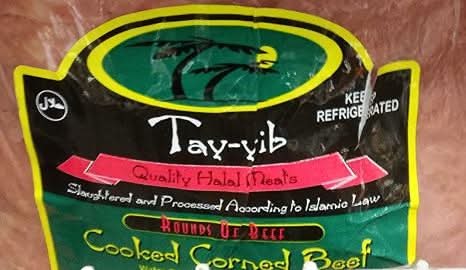 حلال
KEEP
REFRIGERATED
Tay-yib
Quality Halal Meats
Slaughtered and Processed According to Islamic Law
ROUNDS OF BEEF
Cooked Corned Beef